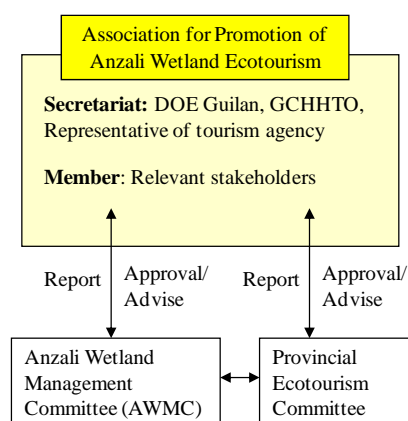 Association for Promotion of
Anzali Wetland Ecotourism
Secretariat: DOE Guilan, GCHHTO,
Representative of tourism agency
Member: Relevant stakeholders
Report
Approval/
Advise
Report
Approval/
Advise
Anzali Wetland
Management
Committee (AWMC)
Provincial
Ecotourism
Committee